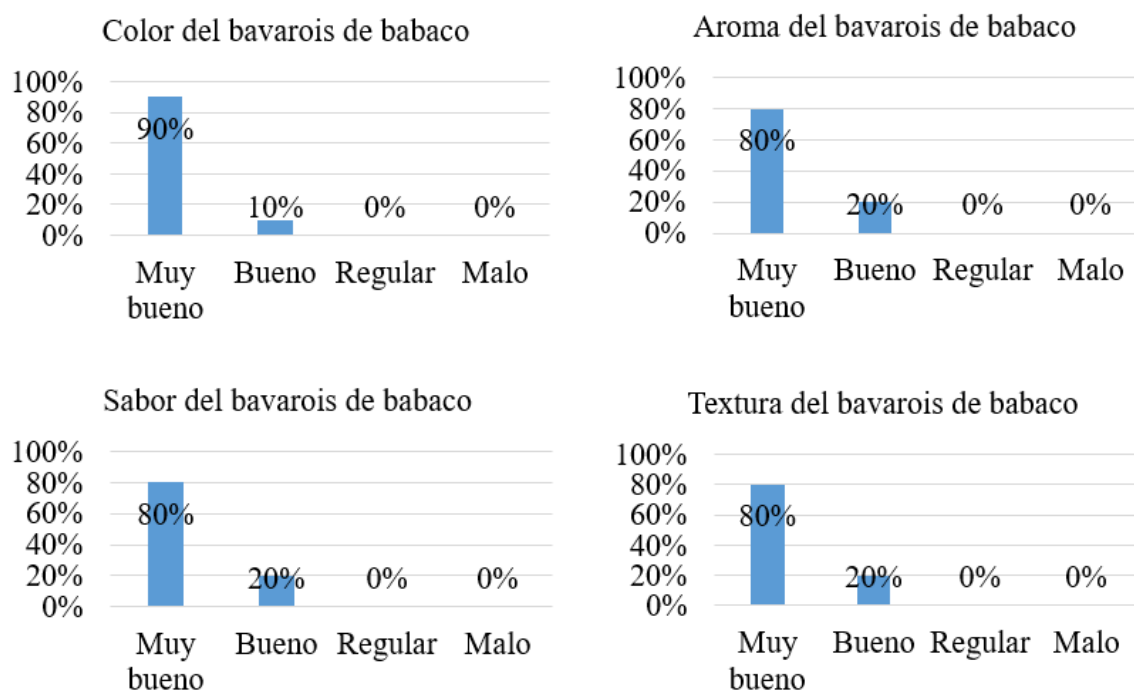 Color del bavarois de babaco
100%
80%
60%
40%
20%
0%
90%
10%
0%
0%
Muy bueno
Bueno
Regular
Malo
Aroma del bavarois de babaco
100%
80%
60%
40%
20%
0%
80%
20%
0%
0%
Muy bueno
Bueno
Regular
Malo
Sabor del bavarois de babaco
100%
80%
60%
40%
20%
0%
80%
20%
0%
0%
Muy bueno
Bueno
Regular
Malo
Textura del bavarois de babaco
100%
80%
60%
40%
20%
0%
80%
20%
0%
0%
Muy bueno
Bueno
Regular
Malo